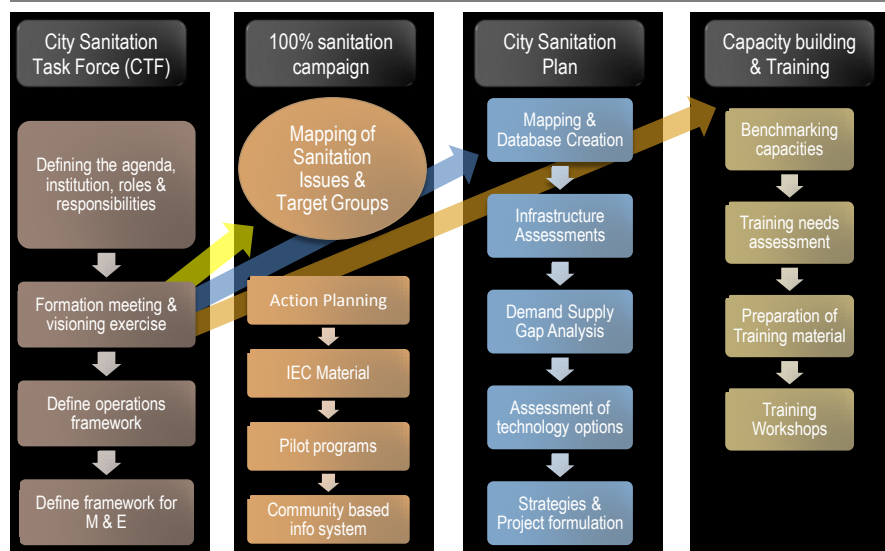 City Sanitation
Task Force (CTF)
Defining the agenda,
institution, roles &
responsibilities
Formation meeting &
visioning exercise
Define operations
framework
Define framework for
M & E
100% sanitation
campaign
Mapping of
Sanitation
Issues &
Target Groups
Action Planning
IEC Material
Pilot programs
Community based
info system
City Sanitation
Plan
Mapping &
Database Creation
Infrastructure
Assessments
Demand Supply
Gap Analysis
Assessment of
technology options
Strategies &
Project formulation
Capacity building
& Training
Benchmarking
capacities
Training needs
assessment
Preparation of
Training material
Training
Workshops